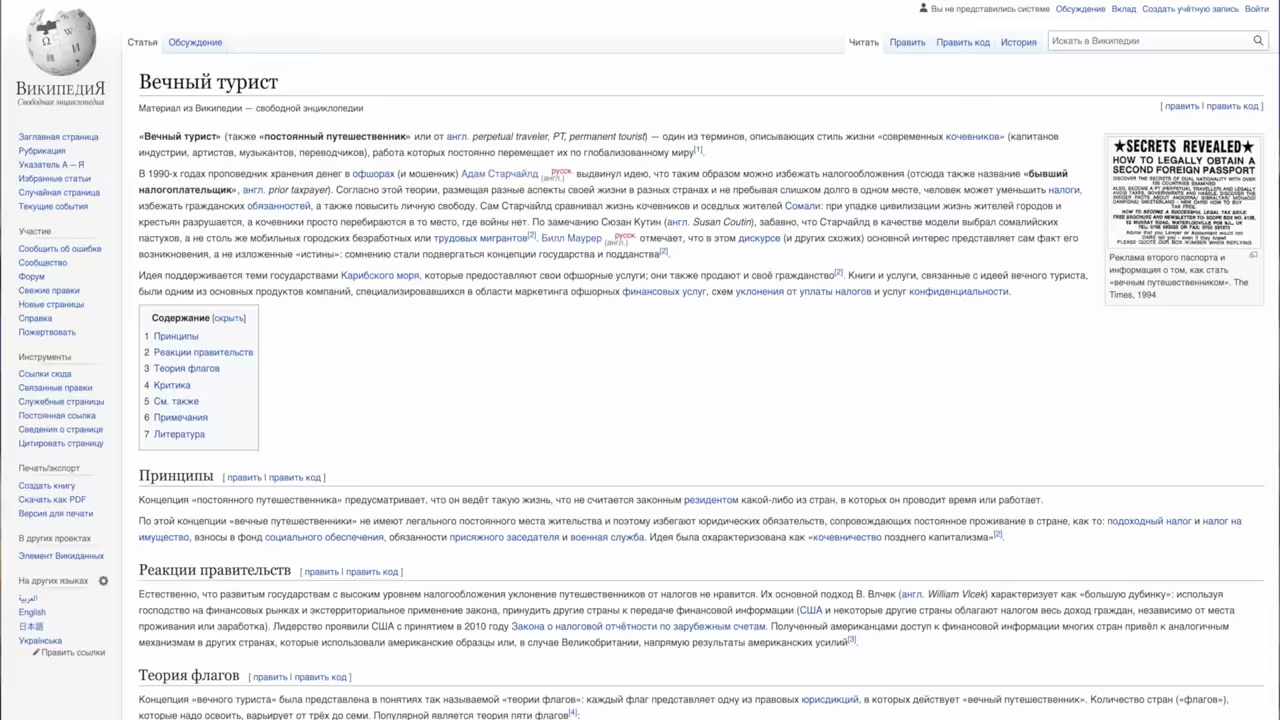 Вы не представились системе Обсуждение Вклад Создать учётную запись Войти
Статья Обсуждение Читать Править Править код История Искать в Википедии
ВИКИПЕДИЯ
Свободная энциклопедия
Заглавная страница
Рубрикация
Указатель А — Я
Избранные статьи
Случайная страница
Текущие события
Участие
Сообщить об ошибке
Сообщество
Форум
Свежие правки
Новые страницы
Справка
Пожертвовать
Инструменты
Ссылки сюда
Связанные правки
Служебные страницы
Постоянная ссылка
Сведения о странице
Цитировать страницу
Печать/экспорт
Создать книгу
Скачать как PDF
Версия для печати
В других проектах
Элемент Викиданных
На других языках
العربية
English
日本語
Українська
Править ссылки
Вечный турист
Материал из Википедии — свободной энциклопедии
[ править | править код ]
«Вечный турист» (также «постоянный путешественник» или от англ. perpetual traveler, PT, permanent tourist) — один из терминов, описывающих стиль жизни «современных кочевников» (капитанов
индустрии, артистов, музыкантов, переводчиков), работа которых постоянно перемещает их по глобализованному миру[1].
В 1990-х годах проповедник хранения денег в офшорах (и мошенник) Адам Старчайлд русск. (англ.) выдвинул идею, что таким образом можно избежать налогообложения (отсюда также название «бывший
налогоплательщик», англ. prior taxpayer). Согласно этой теории, размещая разные аспекты своей жизни в разных странах и не пребывая слишком долго в одном месте, человек может уменьшить налоги,
избежать гражданских обязанностей, а также повысить личную свободу. Сам Старчайлд сравнивал жизнь кочевников и оседлых жителей Сомали: при упадке цивилизации жизнь жителей городов и
крестьян разрушается, а кочевники просто перебираются в то место, где проблем нет. По замечанию Сюзан Кутин (англ. Susan Coutin), забавно, что Старчайлд в качестве модели выбрал сомалийских
пастухов, а не столь же мобильных городских безработных или трудовых мигрантов[2]. Билл Маурер русск. (англ.) отмечает, что в этом дискурсе (и других схожих) основной интерес представляет сам факт его
возникновения, а не изложенные «истины»: сомнению стали подвергаться концепции государства и подданства[2].
Идея поддерживается теми государствами Карибского моря, которые предоставляют свои офшорные услуги; они также продают и своё гражданство[2]. Книги и услуги, связанные с идеей вечного туриста,
были одним из основных продуктов компаний, специализировавшихся в области маркетинга офшорных финансовых услуг, схем уклонения от уплаты налогов и услуг конфиденциальности.
★SECRETS REVEALED★
HOW TO LEGALLY OBTAIN A
SECOND FOREIGN PASSPORT
DISCOVER THE SECRETS OF DUAL NATIONALITY WITH OVER
100 COUNTRIES EXAMINED
HOW TO BECOME A SUCCESSFUL LEGAL TAX EXILE
PLEASE QUOTE BOX NUMBER WHEN REPLYING
Реклама второго паспорта и
информация о том, как стать
«вечным путешественником». The
Times, 1994
Содержание [скрыть]
1 Принципы
2 Реакции правительств
3 Теория флагов
4 Критика
5 См. также
6 Примечания
7 Литература
Принципы [ править | править код ]
Концепция «постоянного путешественника» предусматривает, что он ведёт такую жизнь, что не считается законным резидентом какой-либо из стран, в которых он проводит время или работает.
По этой концепции «вечные путешественники» не имеют легального постоянного места жительства и поэтому избегают юридических обязательств, сопровождающих постоянное проживание в стране, как то: подоходный налог и налог на
имущество, взносы в фонд социального обеспечения, обязанности присяжного заседателя и военная служба. Идея была охарактеризована как «кочевничество позднего капитализма»[2].
Реакции правительств [ править | править код ]
Естественно, что развитым государствам с высоким уровнем налогообложения уклонение путешественников от налогов не нравится. Их основной подход В. Влчек (англ. William Vlcek) характеризует как «большую дубинку»: используя
господство на финансовых рынках и экстерриториальное применение закона, принудить другие страны к передаче финансовой информации (США и некоторые другие страны облагают налогом весь доход граждан, независимо от места
проживания или заработка). Лидерство проявили США с принятием в 2010 году Закона о налоговой отчётности по зарубежным счетам. Полученный американцами доступ к финансовой информации многих стран привёл к аналогичным
механизмам в других странах, которые использовали американские образцы или, в случае Великобритании, напрямую результаты американских усилий[3].
Теория флагов [ править | править код ]
Концепция «вечного туриста» была представлена в понятиях так называемой «теории флагов»: каждый флаг представляет одну из правовых юрисдикций, в которых действует «вечный путешественник». Количество стран («флагов»),
которые надо освоить, варьирует от трёх до семи. Популярной является теория пяти флагов[4]: